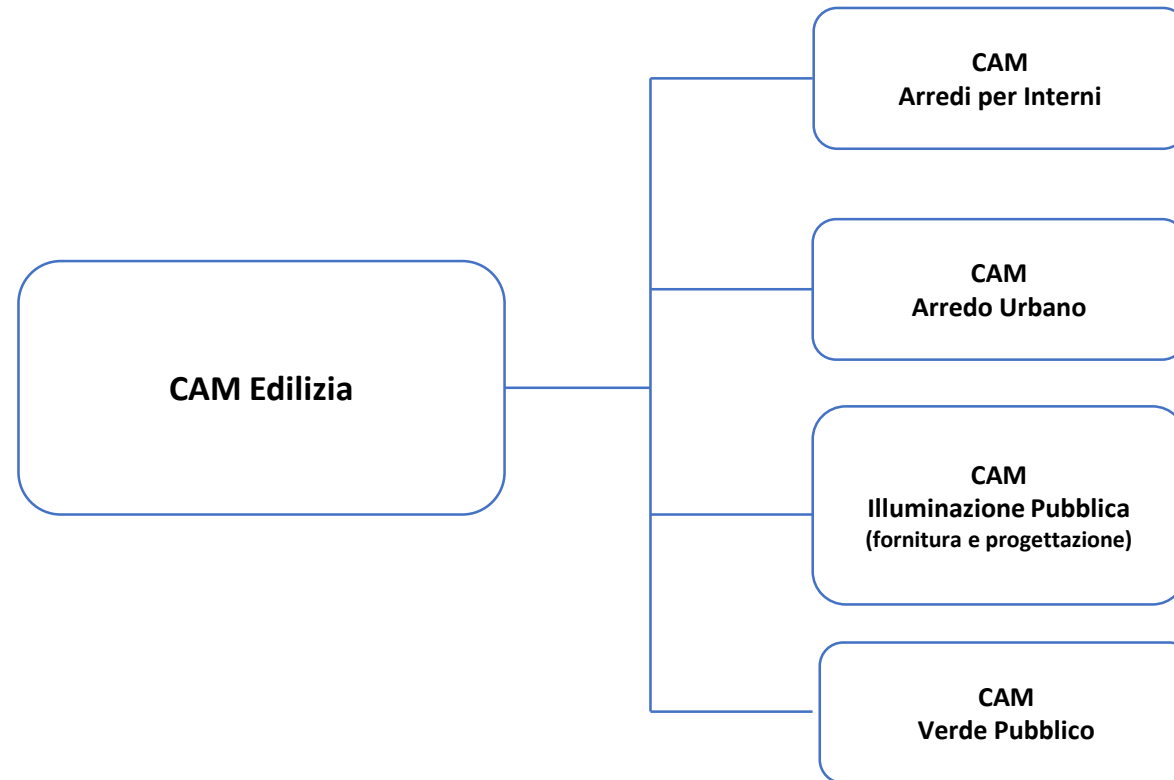 CAM
Arredi per Interni
CAM
Arredo Urbano
CAM Edilizia
CAM
Illuminazione Pubblica
(fornitura e progettazione)
CAM
Verde Pubblico